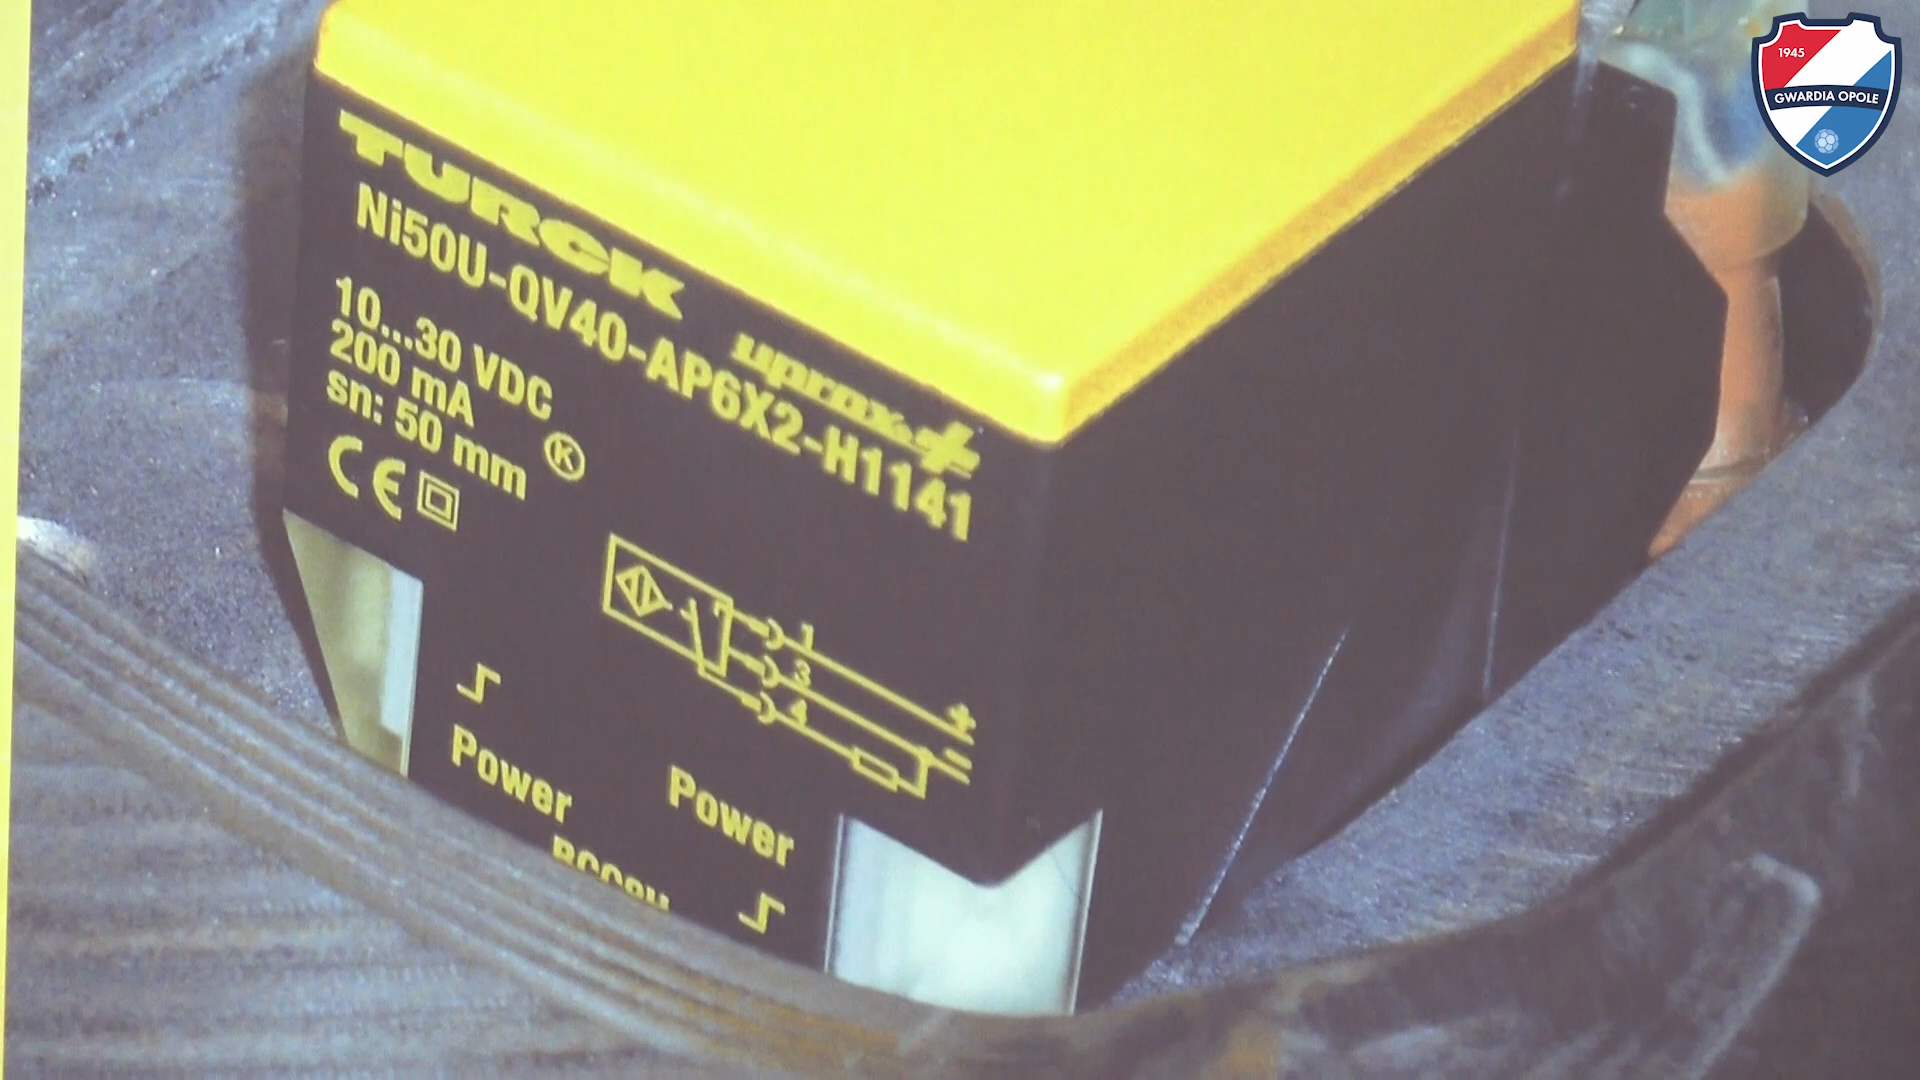 1945
GWARDIA OPOLE
TURCK
uprox+
Ni50U-QV40-AP6X2-H1141
10...30 VDC
200 mA
sn: 50 mm
K
CE
1
3
4
+
−
Power
Power